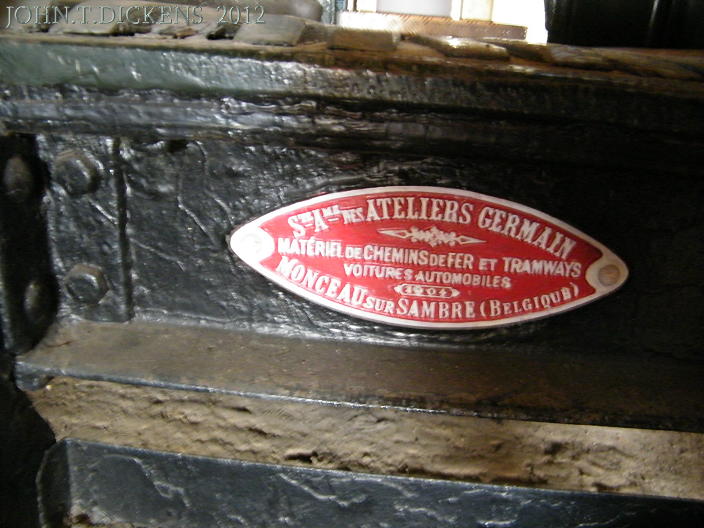 JOHN.T.DICKENS 2012
STÉ AME DES ATELIERS GERMAIN
MATÉRIEL DE CHEMINS DE FER ET TRAMWAYS
VOITURES AUTOMOBILES
MONCEAU SUR SAMBRE (BELGIQUE)